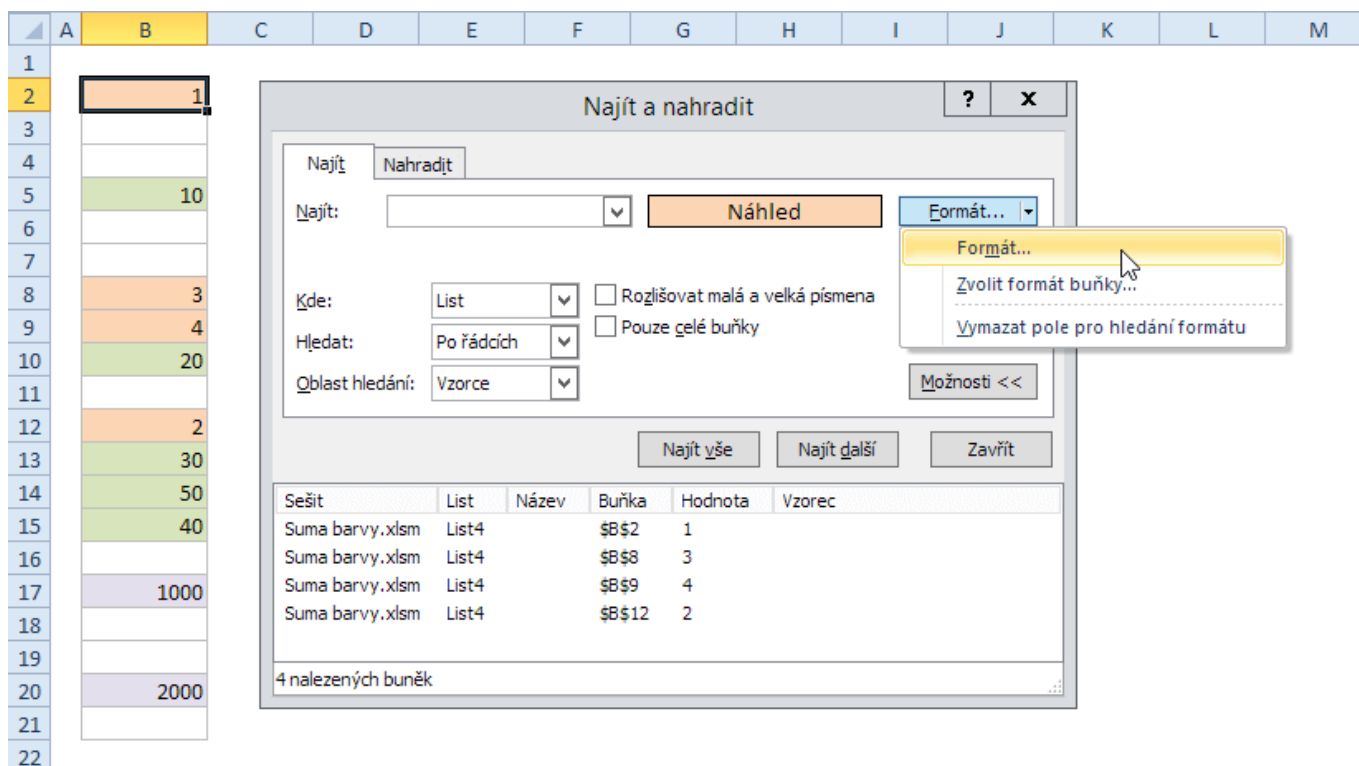 A B C D E F G H I J K L M
1
2 1
3
4
5 10
6
7
8 3
9 4
10 20
11
12 2
13 30
14 50
15 40
16
17 1000
18
19
20 2000
21
22
Najít a nahradit ? x
Najít Nahradit
Najít: Náhled Formát...
Formát...
Zvolit formát buňky...
Vymazat pole pro hledání formátu
Kde: List Rozlišovat malá a velká písmena
Hledat: Po řádcích Pouze celé buňky
Oblast hledání: Vzorce Možnosti <<
Najít vše Najít další Zavřít
Sešit List Název Buňka Hodnota Vzorec
Suma barvy.xlsm List4 $B$2 1
Suma barvy.xlsm List4 $B$8 3
Suma barvy.xlsm List4 $B$9 4
Suma barvy.xlsm List4 $B$12 2
4 nalezených buněk